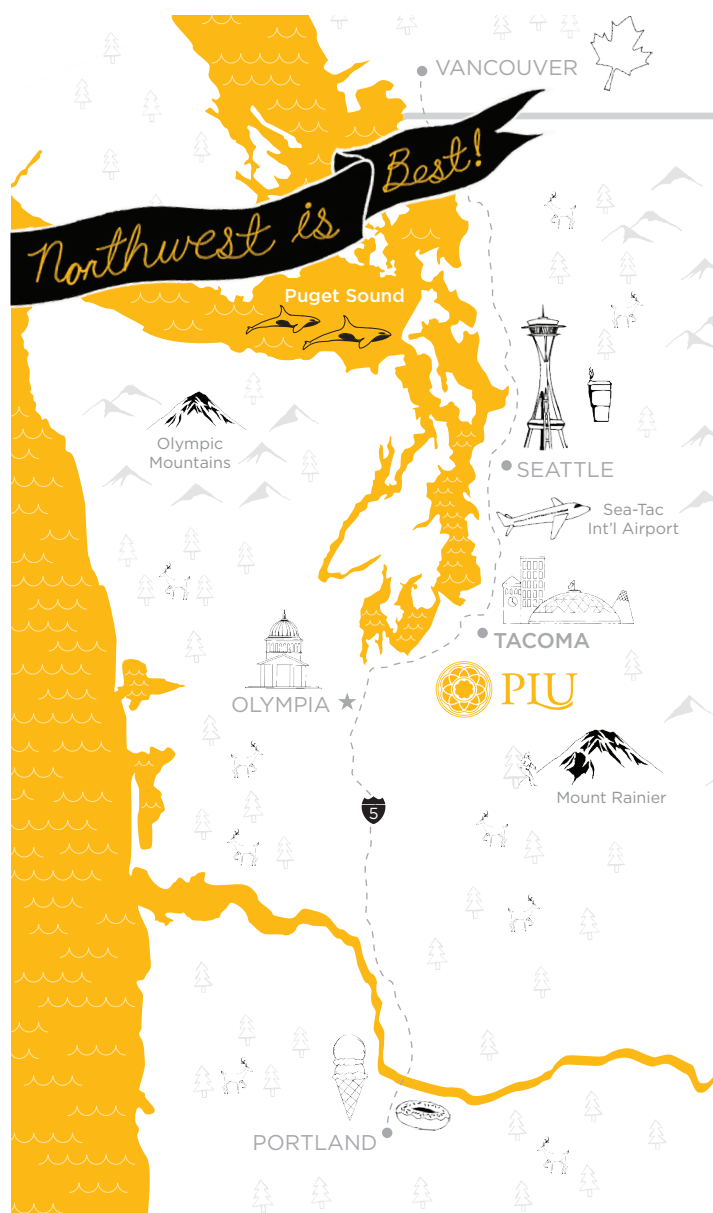 VANCOUVER
Northwest is Best!
Puget Sound
Olympic
Mountains
SEATTLE
Sea-Tac
Int'l Airport
TACOMA
PLU
OLYMPIA
Mount Rainier
5
PORTLAND